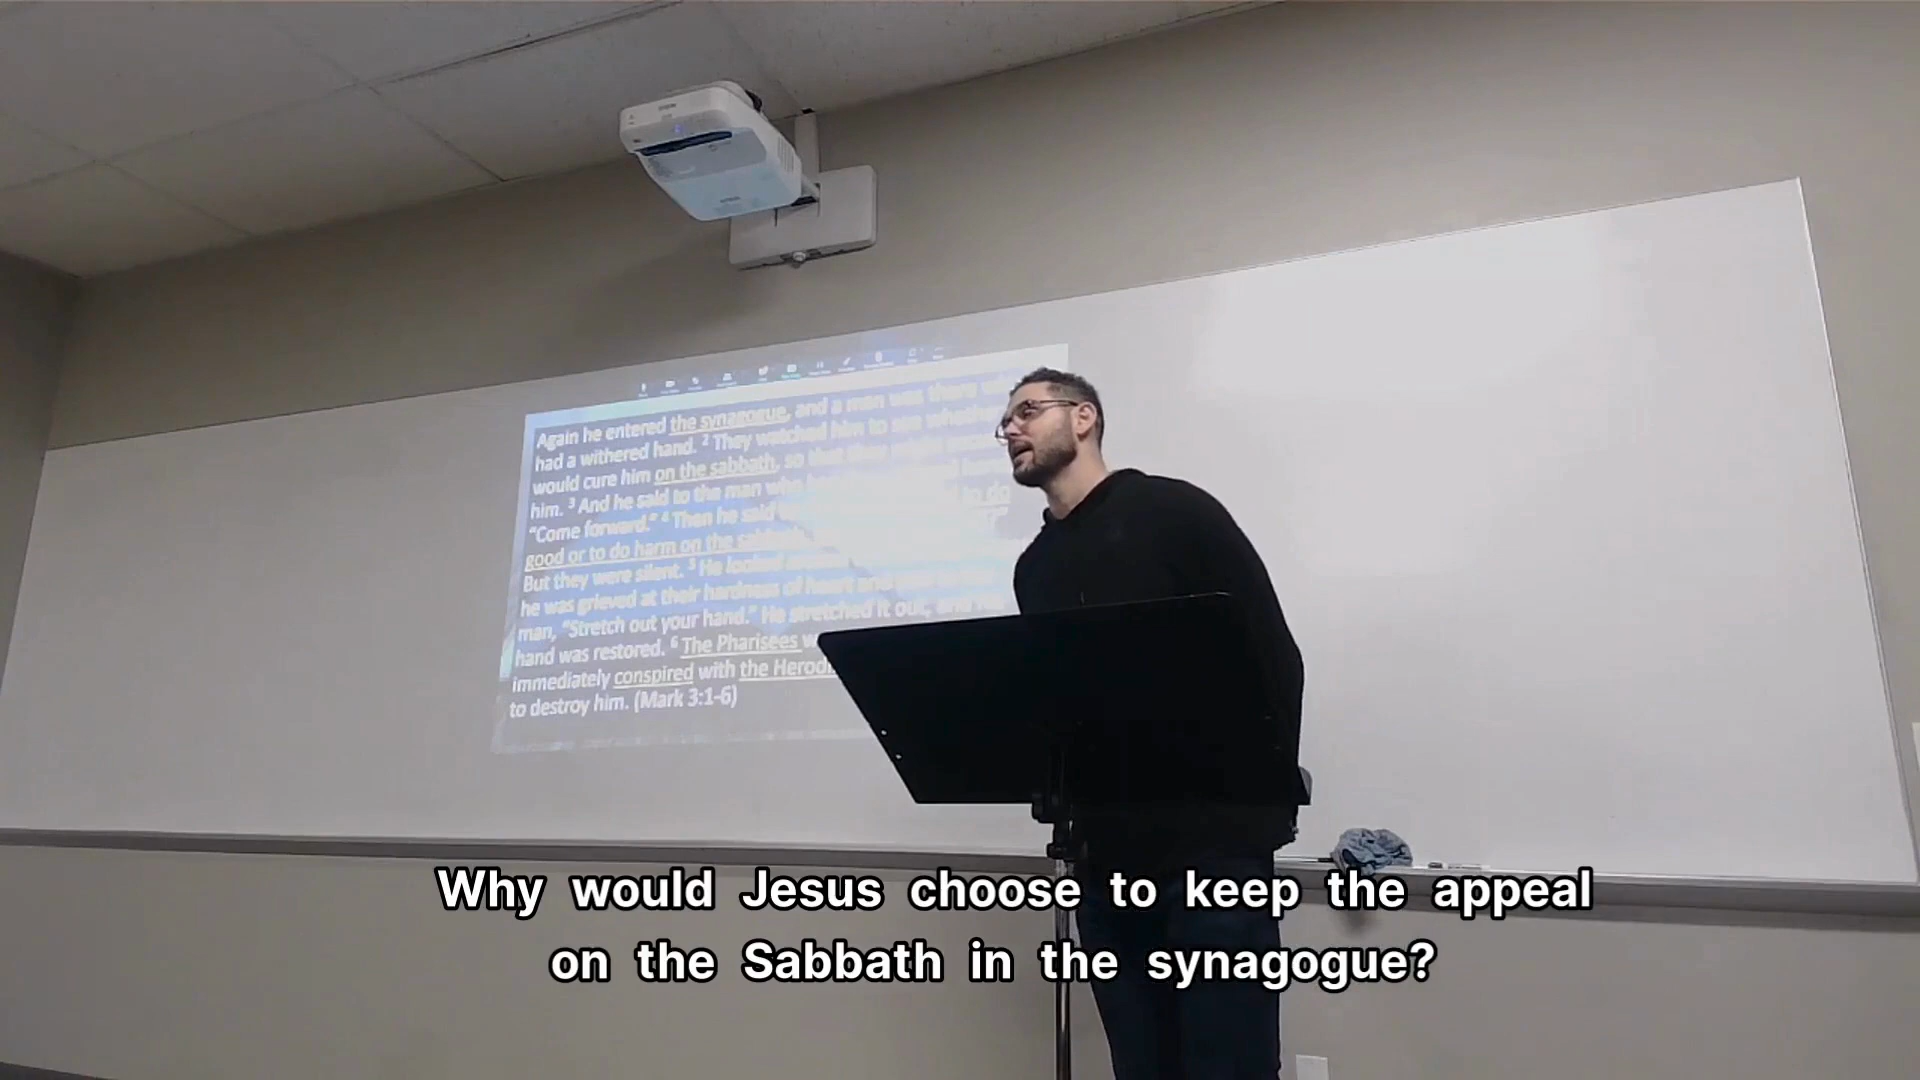 Again he entered the synagogue, and a man was there
had a withered hand. 2 They watched him to see whether
would cure him on the sabbath, so that they might
him. 3 And he said to the man who
"Come forward." 4 Then he said to do
good or to do harm on the
But they were silent. 5 He looked
he was grieved at their hardness of heart and
man, "Stretch out your hand." He stretched it out, and
hand was restored. 6 The Pharisees
immediately conspired with the
to destroy him. (Mark 3:1-6)
Why would Jesus choose to keep the appeal
on the Sabbath in the synagogue?